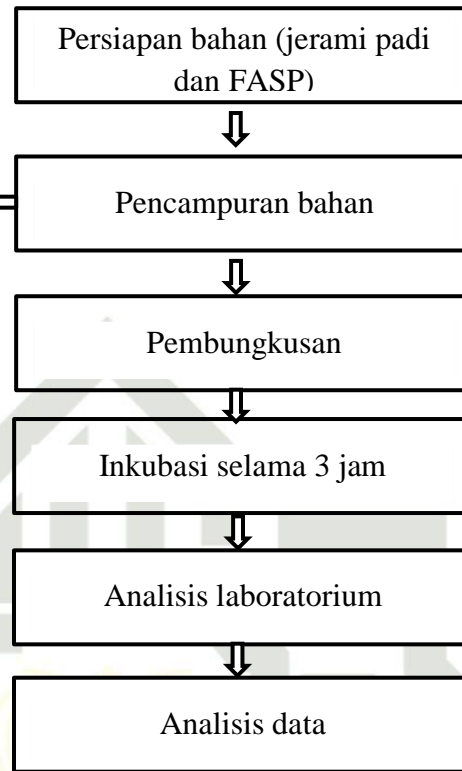 Persiapan bahan (jerami padi
dan FASP)
Pencampuran bahan
Pembungkusan
Inkubasi selama 3 jam
Analisis laboratorium
Analisis data